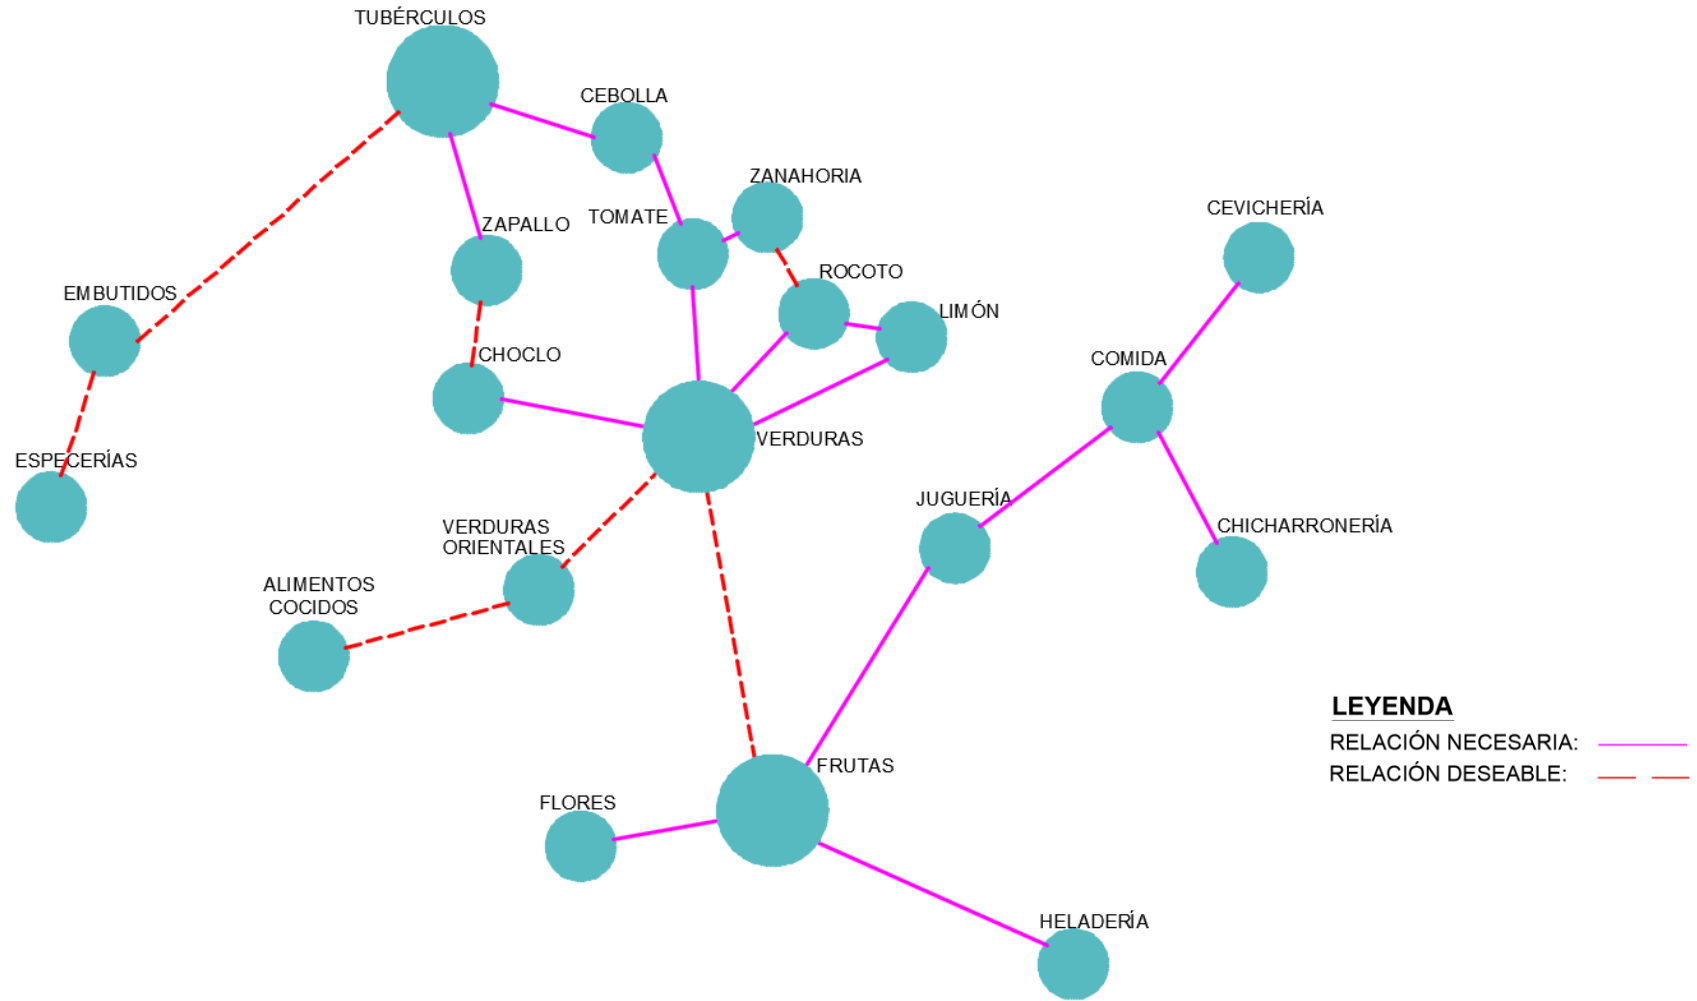 TUBÉRCULOS
CEBOLLA
ZANAHORIA
TOMATE
ZAPALLO
CEVICHERÍA
ROCOTO
EMBUTIDOS
LIMÓN
CHOCLO
COMIDA
VERDURAS
ESPECERÍAS
JUGUERÍA
VERDURAS
ORIENTALES
CHICHARRONERÍA
ALIMENTOS
COCIDOS
FRUTAS
FLORES
HELADERÍA
LEYENDA
RELACIÓN NECESARIA:
RELACIÓN DESEABLE: